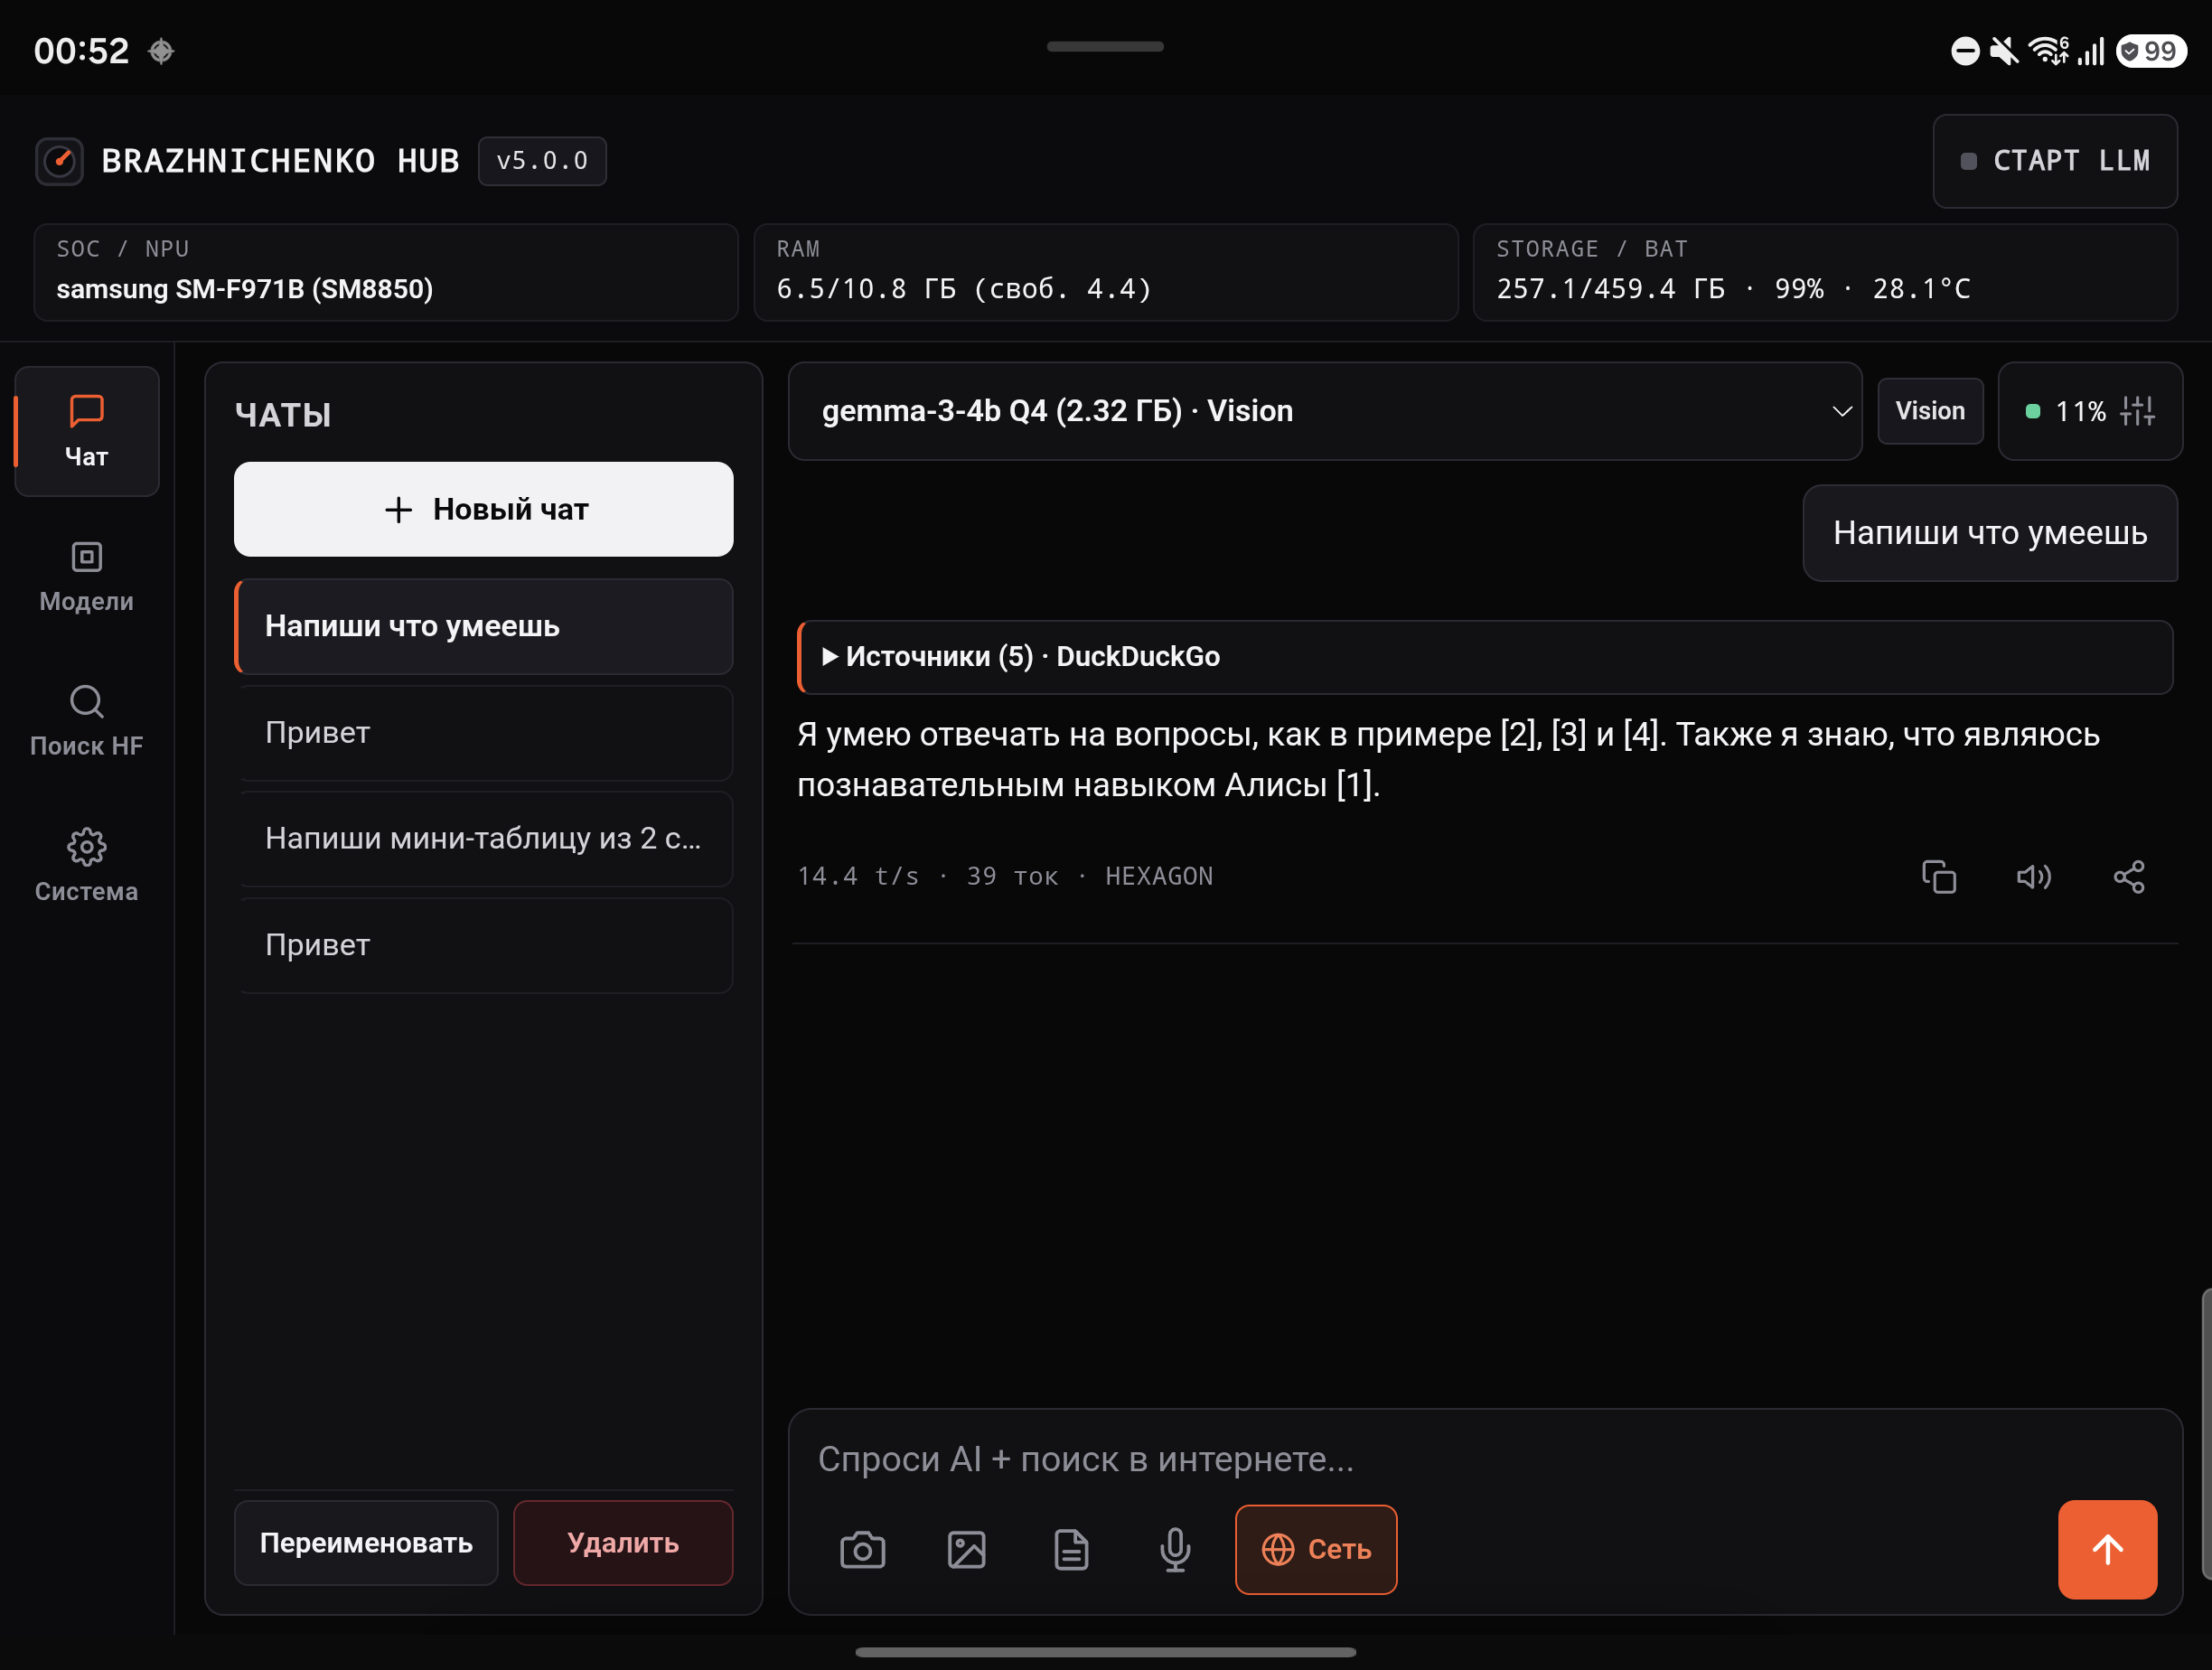 00:52
6
99
BRAZHNICHENKO HUB
v5.0.0
СТАРТ LLM
SOC / NPU
samsung SM-F971B (SM8850)
RAM
6.5/10.8 ГБ (своб. 4.4)
STORAGE / BAT
257.1/459.4 ГБ · 99% · 28.1°C
Чат
Модели
Поиск HF
Система
ЧАТЫ
Новый чат
Напиши что умеешь
Привет
Напиши мини-таблицу из 2 с...
Привет
Переименовать
Удалить
gemma-3-4b Q4 (2.32 ГБ) · Vision
Vision
11%
Напиши что умеешь
Источники (5) · DuckDuckGo
Я умею отвечать на вопросы, как в примере [2], [3] и [4]. Также я знаю, что являюсь
познавательным навыком Алисы [1].
14.4 t/s · 39 ток · HEXAGON
Спроси AI + поиск в интернете...
Сеть